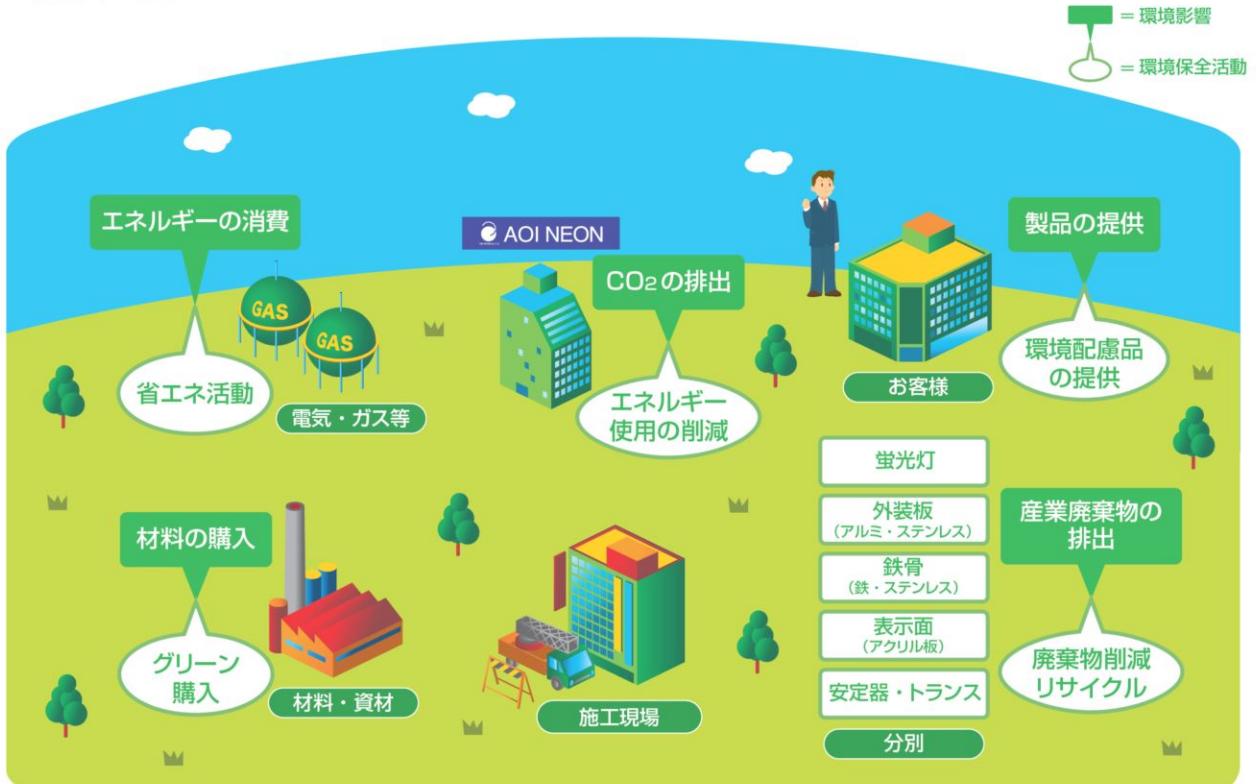 = 環境影響
= 環境保全活動
エネルギーの消費
省エネ活動
GAS
GAS
電気・ガス等
AOI NEON
CO2の排出
エネルギー
使用の削減
お客様
製品の提供
環境配慮品
の提供
材料の購入
グリーン
購入
材料・資材
施工現場
蛍光灯
外装板
(アルミ・ステンレス)
鉄骨
(鉄・ステンレス)
表示面
(アクリル板)
安定器・トランス
分別
産業廃棄物の
排出
廃棄物削減
リサイクル